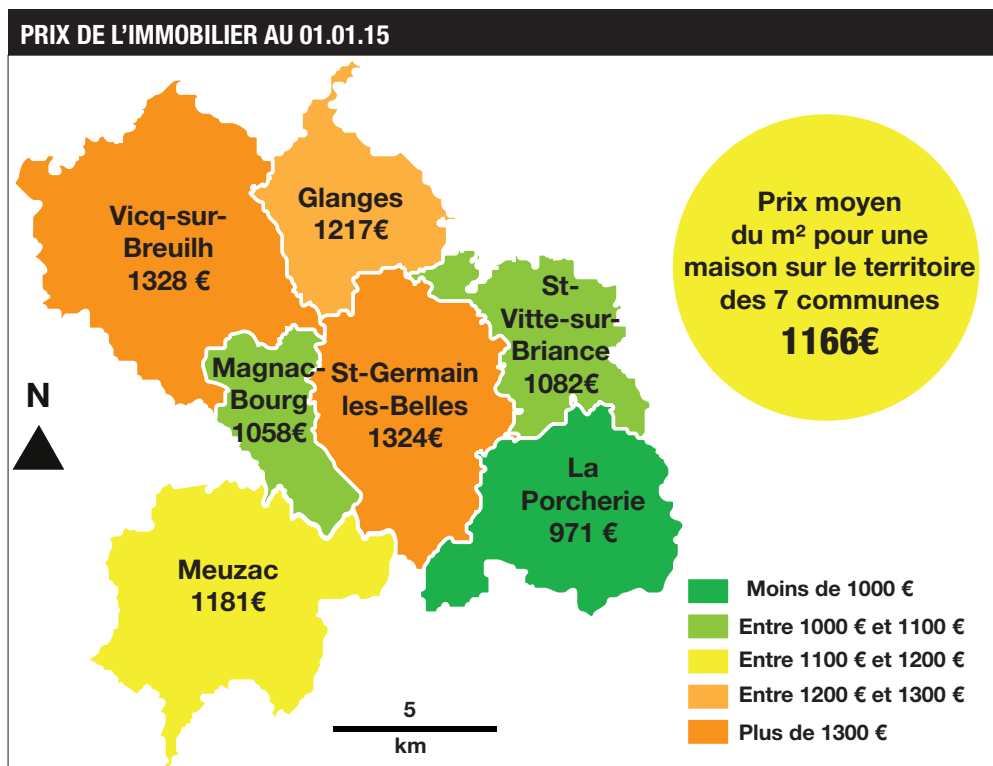 PRIX DE L'IMMOBILIER AU 01.01.15
Vicq-sur-
Breuilh
1328 €
Glanges
1217€
St-
Vitte-sur-
Briance
1082€
Magnac-
Bourg
1058€
St-Germain
les-Belles
1324€
La
Porcherie
971 €
Meuzac
1181€
N
Prix moyen
du m² pour une
maison sur le territoire
des 7 communes
1166€
Moins de 1000 €
Entre 1000 € et 1100 €
Entre 1100 € et 1200 €
Entre 1200 € et 1300 €
Plus de 1300 €
5
km